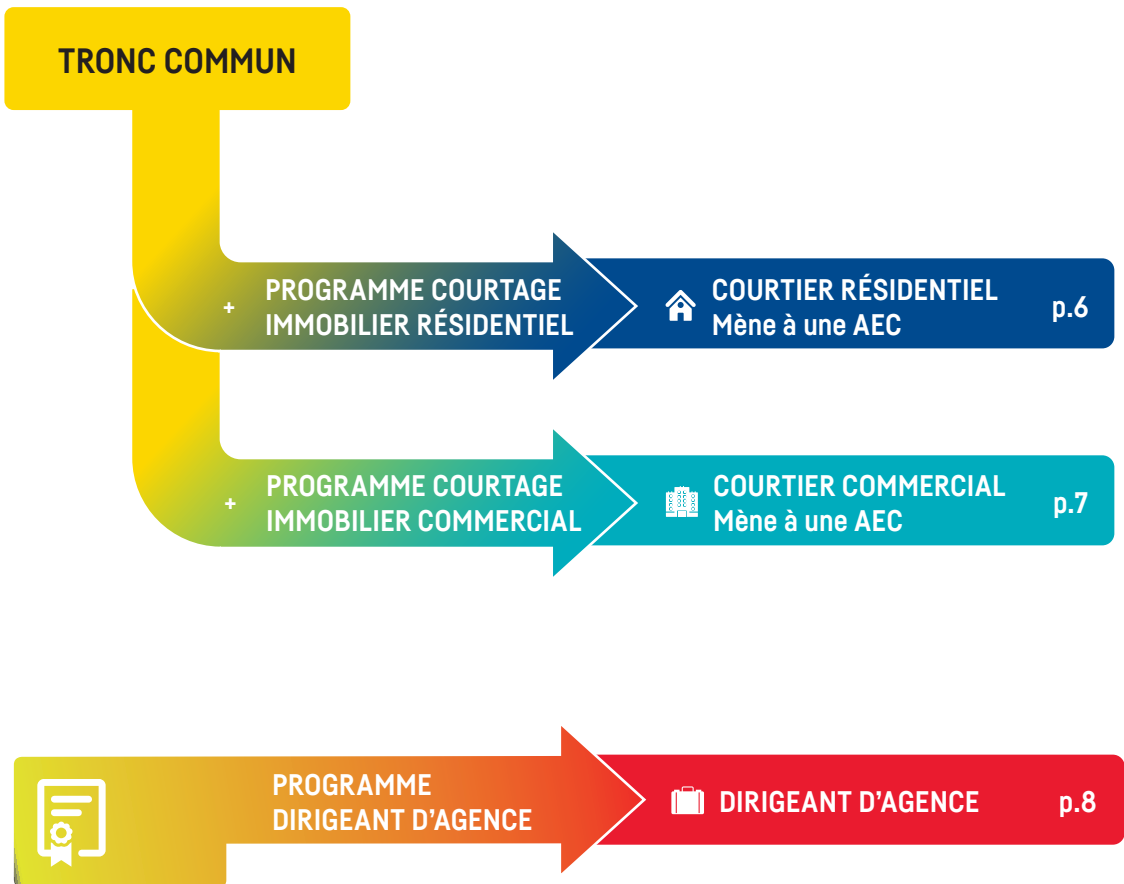 TRONC COMMUN
+
PROGRAMME COURTAGE
IMMOBILIER RÉSIDENTIEL
COURTIER RÉSIDENTIEL
Mène à une AEC
p.6
+
PROGRAMME COURTAGE
IMMOBILIER COMMERCIAL
COURTIER COMMERCIAL
Mène à une AEC
p.7
PROGRAMME
DIRIGEANT D'AGENCE
DIRIGEANT D'AGENCE
p.8